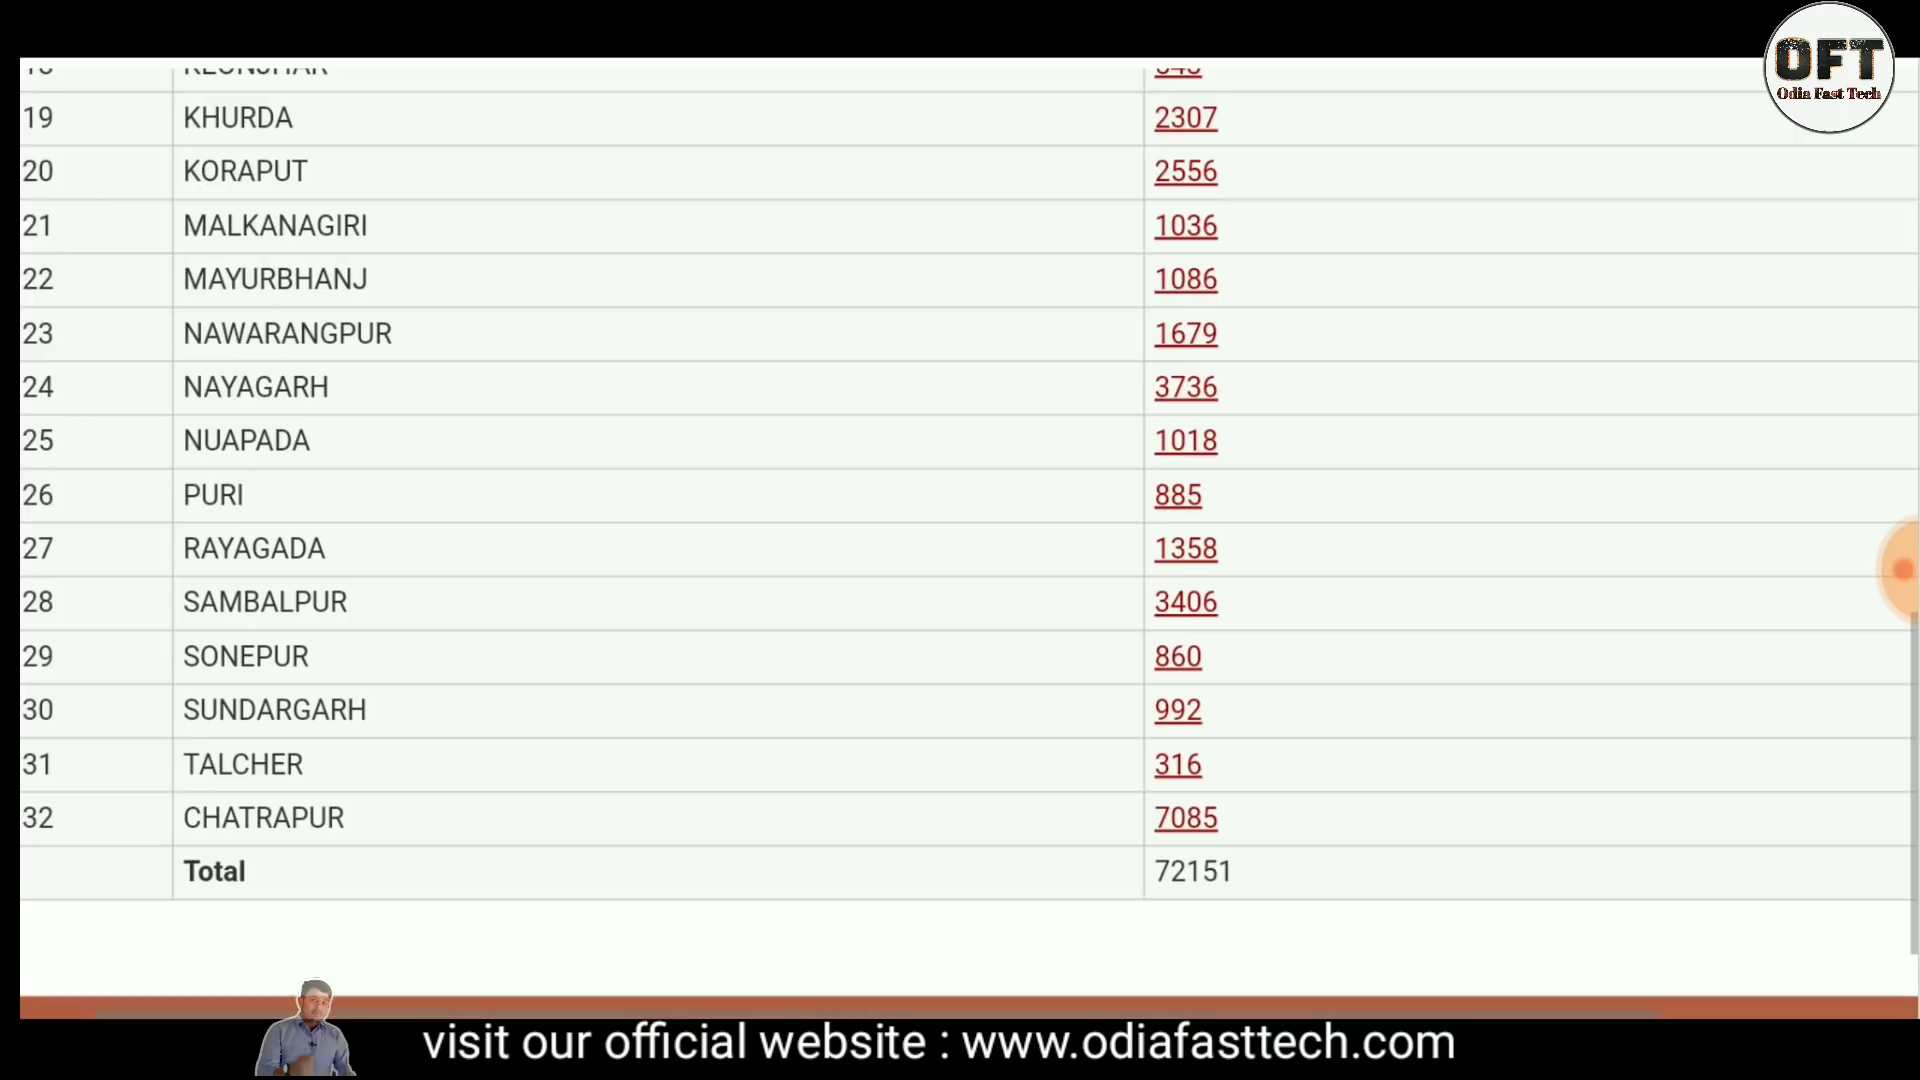 OFT
Odia Fast Tech
19 KHURDA 2307
20 KORAPUT 2556
21 MALKANAGIRI 1036
22 MAYURBHANJ 1086
23 NAWARANGPUR 1679
24 NAYAGARH 3736
25 NUAPADA 1018
26 PURI 885
27 RAYAGADA 1358
28 SAMBALPUR 3406
29 SONEPUR 860
30 SUNDARGARH 992
31 TALCHER 316
32 CHATRAPUR 7085
Total 72151
visit our official website : www.odiafasttech.com